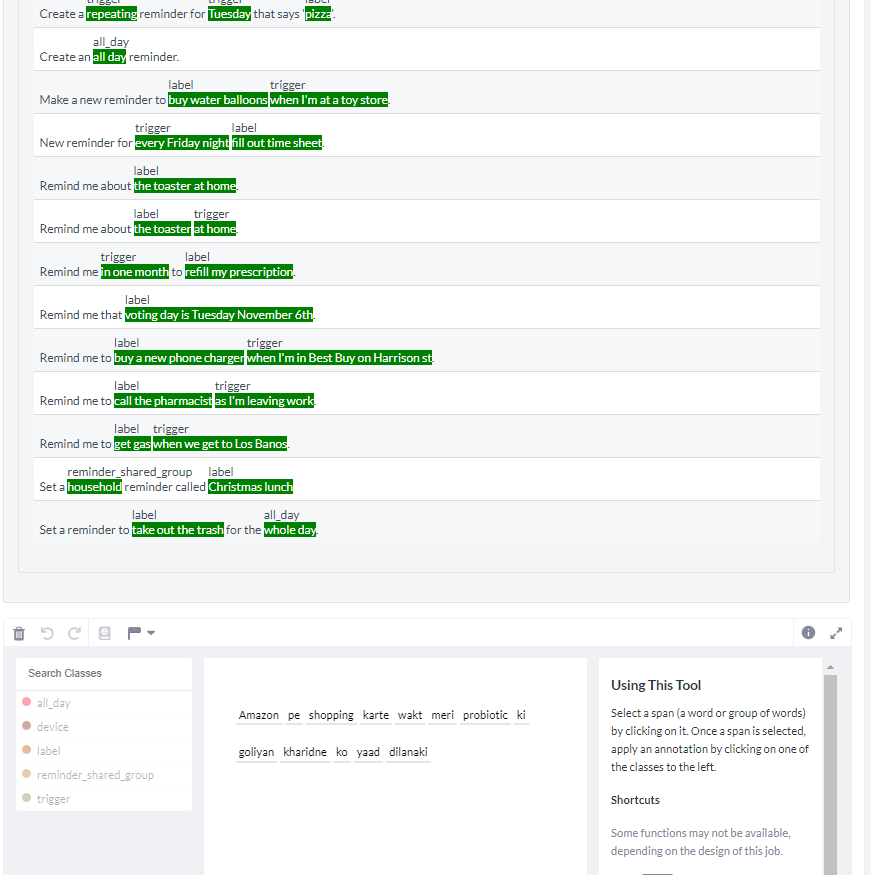 trigger trigger label
Create a repeating reminder for Tuesday that says 'pizza'.
all_day
Create an all day reminder.
label trigger
Make a new reminder to buy water balloons when I'm at a toy store.
trigger label
New reminder for every Friday night fill out time sheet.
label
Remind me about the toaster at home.
label trigger
Remind me about the toaster at home.
trigger label
Remind me in one month to refill my prescription.
label
Remind me that voting day is Tuesday November 6th.
label trigger
Remind me to buy a new phone charger when I'm in Best Buy on Harrison st.
label trigger
Remind me to call the pharmacist as I'm leaving work.
label trigger
Remind me to get gas when we get to Los Banos.
reminder_shared_group label
Set a household reminder called Christmas lunch
label all_day
Set a reminder to take out the trash for the whole day.
Search Classes
all_day
device
label
reminder_shared_group
trigger
Amazon pe shopping karte wakt meri probiotic ki
goliyan kharidne ko yaad dilanaki
Using This Tool
Select a span (a word or group of words)
by clicking on it. Once a span is selected,
apply an annotation by clicking on one of
the classes to the left.
Shortcuts
Some functions may not be available,
depending on the design of this job.